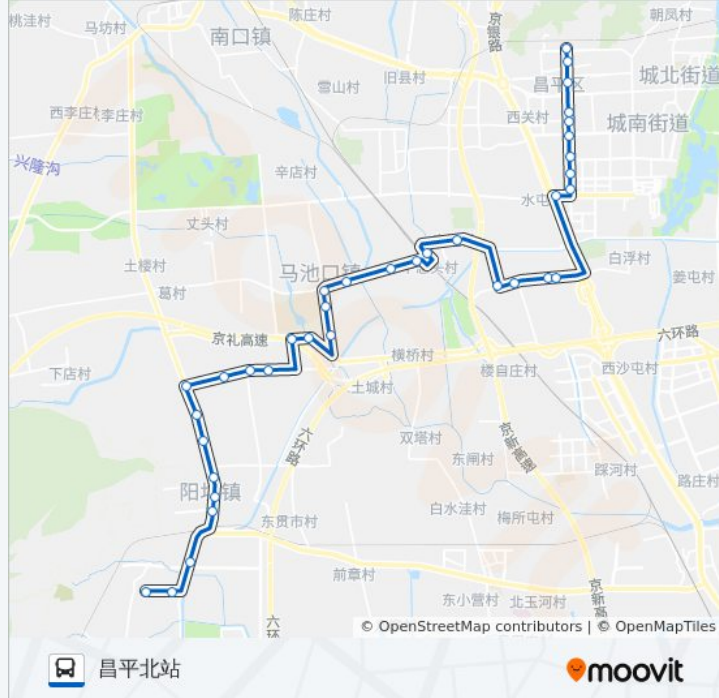 桃洼村
马坊村
陈庄村
南口镇
京银路
朝凤村
雪山村
旧县村
昌平区
城北街道
西李庄村
李庄村
西关村
城南街道
兴隆沟
辛店村
水屯
丈头村
土楼村
马池口镇
白浮村
葛村
姜屯村
京礼高速
六环路
下店村
横桥村
楼自庄村
西沙屯村
土城村
六环路
双塔村
京新高速
东闸村
踩河村
路庄村
阳坊镇
白水洼村
梅所屯村
东贯市村
前章村
东小营村
北玉河村
京新高
六环
© OpenStreetMap contributors | © OpenMapTiles
昌平北站
moovit